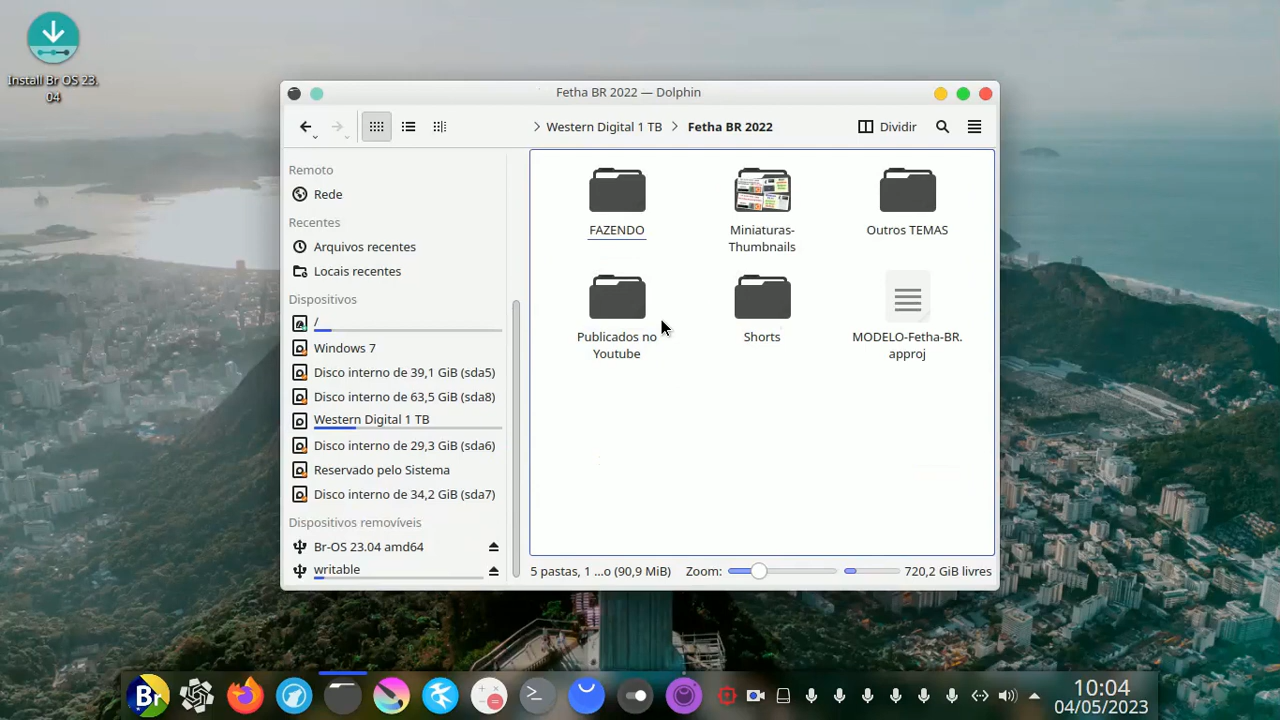 Install Br OS 23.
04
Fetha BR 2022 — Dolphin
Western Digital 1 TB
Fetha BR 2022
Dividir
Remoto
Rede
Recentes
Arquivos recentes
Locais recentes
Dispositivos
/
Windows 7
Disco interno de 39,1 GiB (sda5)
Disco interno de 63,5 GiB (sda8)
Western Digital 1 TB
Disco interno de 29,3 GiB (sda6)
Reservado pelo Sistema
Disco interno de 34,2 GiB (sda7)
Dispositivos removíveis
Br-OS 23.04 amd64
writable
FAZENDO
Miniaturas-
Thumbnails
Outros TEMAS
Publicados no
Youtube
Shorts
MODELO-Fetha-BR.
approj
5 pastas, 1 ...o (90,9 MiB)
Zoom:
720,2 GiB livres
Br
10:04
04/05/2023